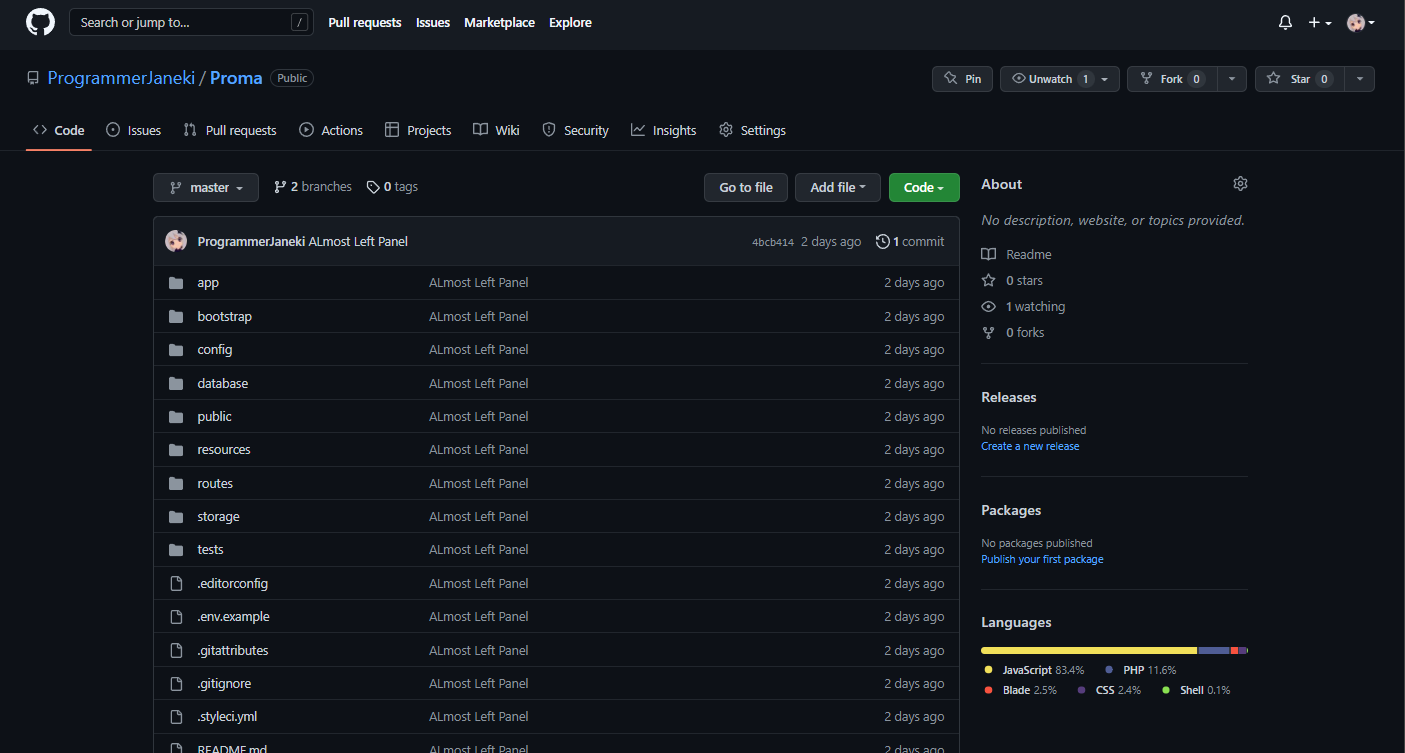 Search or jump to... /
Pull requests Issues Marketplace Explore
ProgrammerJaneki / Proma Public
Pin Unwatch 1 Fork 0 Star 0
Code Issues Pull requests Actions Projects Wiki Security Insights Settings
master 2 branches 0 tags Go to file Add file Code
ProgrammerJaneki ALmost Left Panel 4bcb414 2 days ago 1 commit
app ALmost Left Panel 2 days ago
bootstrap ALmost Left Panel 2 days ago
config ALmost Left Panel 2 days ago
database ALmost Left Panel 2 days ago
public ALmost Left Panel 2 days ago
resources ALmost Left Panel 2 days ago
routes ALmost Left Panel 2 days ago
storage ALmost Left Panel 2 days ago
tests ALmost Left Panel 2 days ago
.editorconfig ALmost Left Panel 2 days ago
.env.example ALmost Left Panel 2 days ago
.gitattributes ALmost Left Panel 2 days ago
.gitignore ALmost Left Panel 2 days ago
.styleci.yml ALmost Left Panel 2 days ago
README.md ALmost Left Panel 2 days ago
About
No description, website, or topics provided.
Readme
0 stars
1 watching
0 forks
Releases
No releases published
Create a new release
Packages
No packages published
Publish your first package
Languages
JavaScript 83.4% PHP 11.6%
Blade 2.5% CSS 2.4% Shell 0.1%